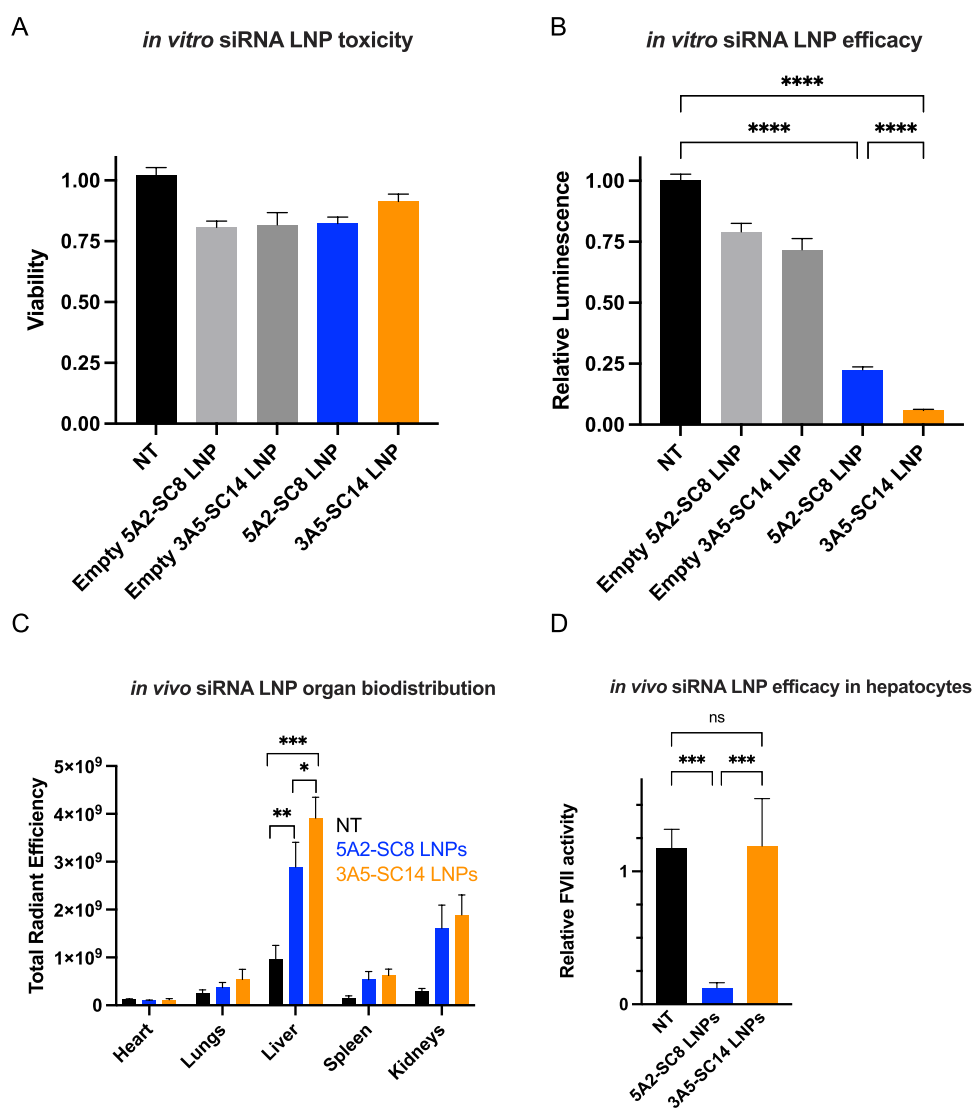 A
in vitro siRNA LNP toxicity
Viability
1.00
0.75
0.50
0.25
0.00
NT
Empty 5A2-SC8 LNP
Empty 3A5-SC14 LNP
5A2-SC8 LNP
3A5-SC14 LNP
B
in vitro siRNA LNP efficacy
****
****
****
Relative Luminescence
1.00
0.75
0.50
0.25
0.00
NT
Empty 5A2-SC8 LNP
Empty 3A5-SC14 LNP
5A2-SC8 LNP
3A5-SC14 LNP
C
in vivo siRNA LNP organ biodistribution
Total Radiant Efficiency
5×10⁹
4×10⁹
3×10⁹
2×10⁹
1×10⁹
0
***
*
**
NT
5A2-SC8 LNPs
3A5-SC14 LNPs
Heart
Lungs
Liver
Spleen
Kidneys
D
in vivo siRNA LNP efficacy in hepatocytes
ns
***
***
Relative FVII activity
1
0
NT
5A2-SC8 LNPs
3A5-SC14 LNPs